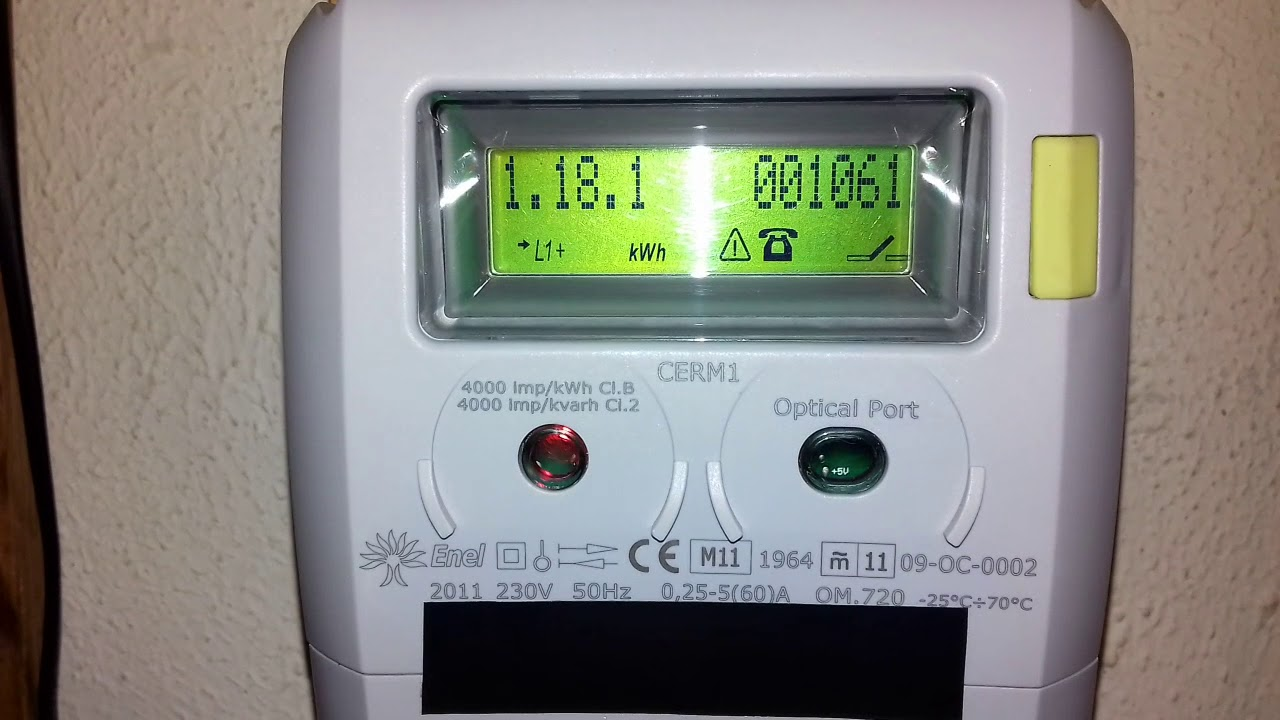 1.18.1 001061
L1+ kWh
CERM1
4000 imp/kWh Cl.B
4000 imp/kvarh Cl.2
Optical Port
+5V
Enel CE M11 1964 m 11 09-OC-0002
2011 230V 50Hz 0,25-5(60)A OM.720 -25°C÷70°C